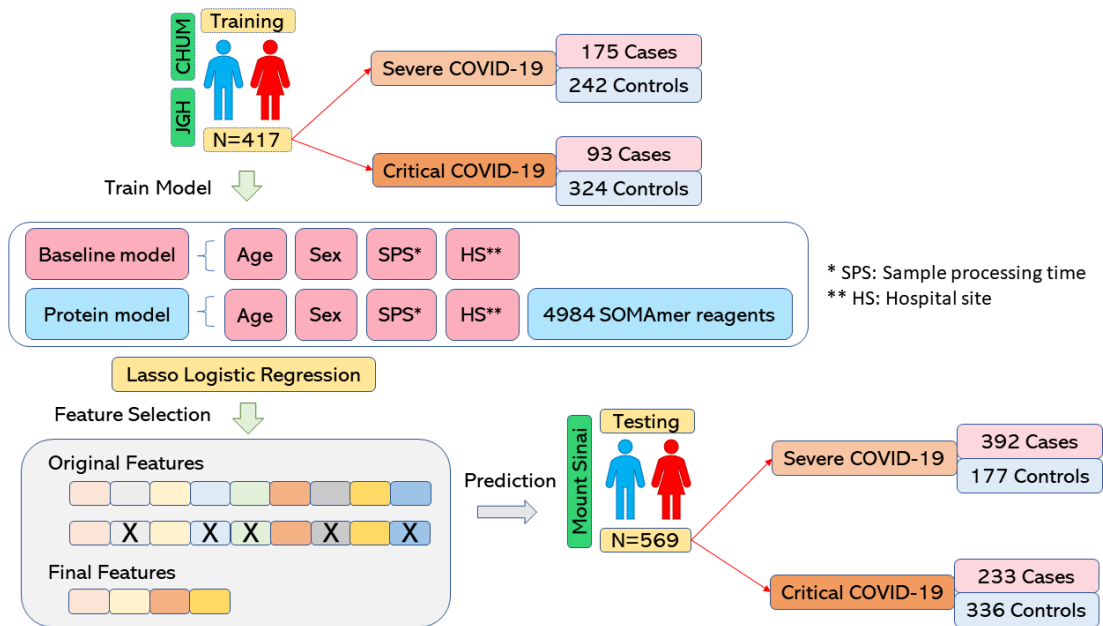 CHUM
JGH
Training
N=417
Severe COVID-19
175 Cases
242 Controls
Critical COVID-19
93 Cases
324 Controls
Train Model
Baseline model
Age
Sex
SPS*
HS**
Protein model
Age
Sex
SPS*
HS**
4984 SOMAmer reagents
* SPS: Sample processing time
** HS: Hospital site
Lasso Logistic Regression
Feature Selection
Original Features
X X X X X
Final Features
Prediction
Mount Sinai
Testing
N=569
Severe COVID-19
392 Cases
177 Controls
Critical COVID-19
233 Cases
336 Controls